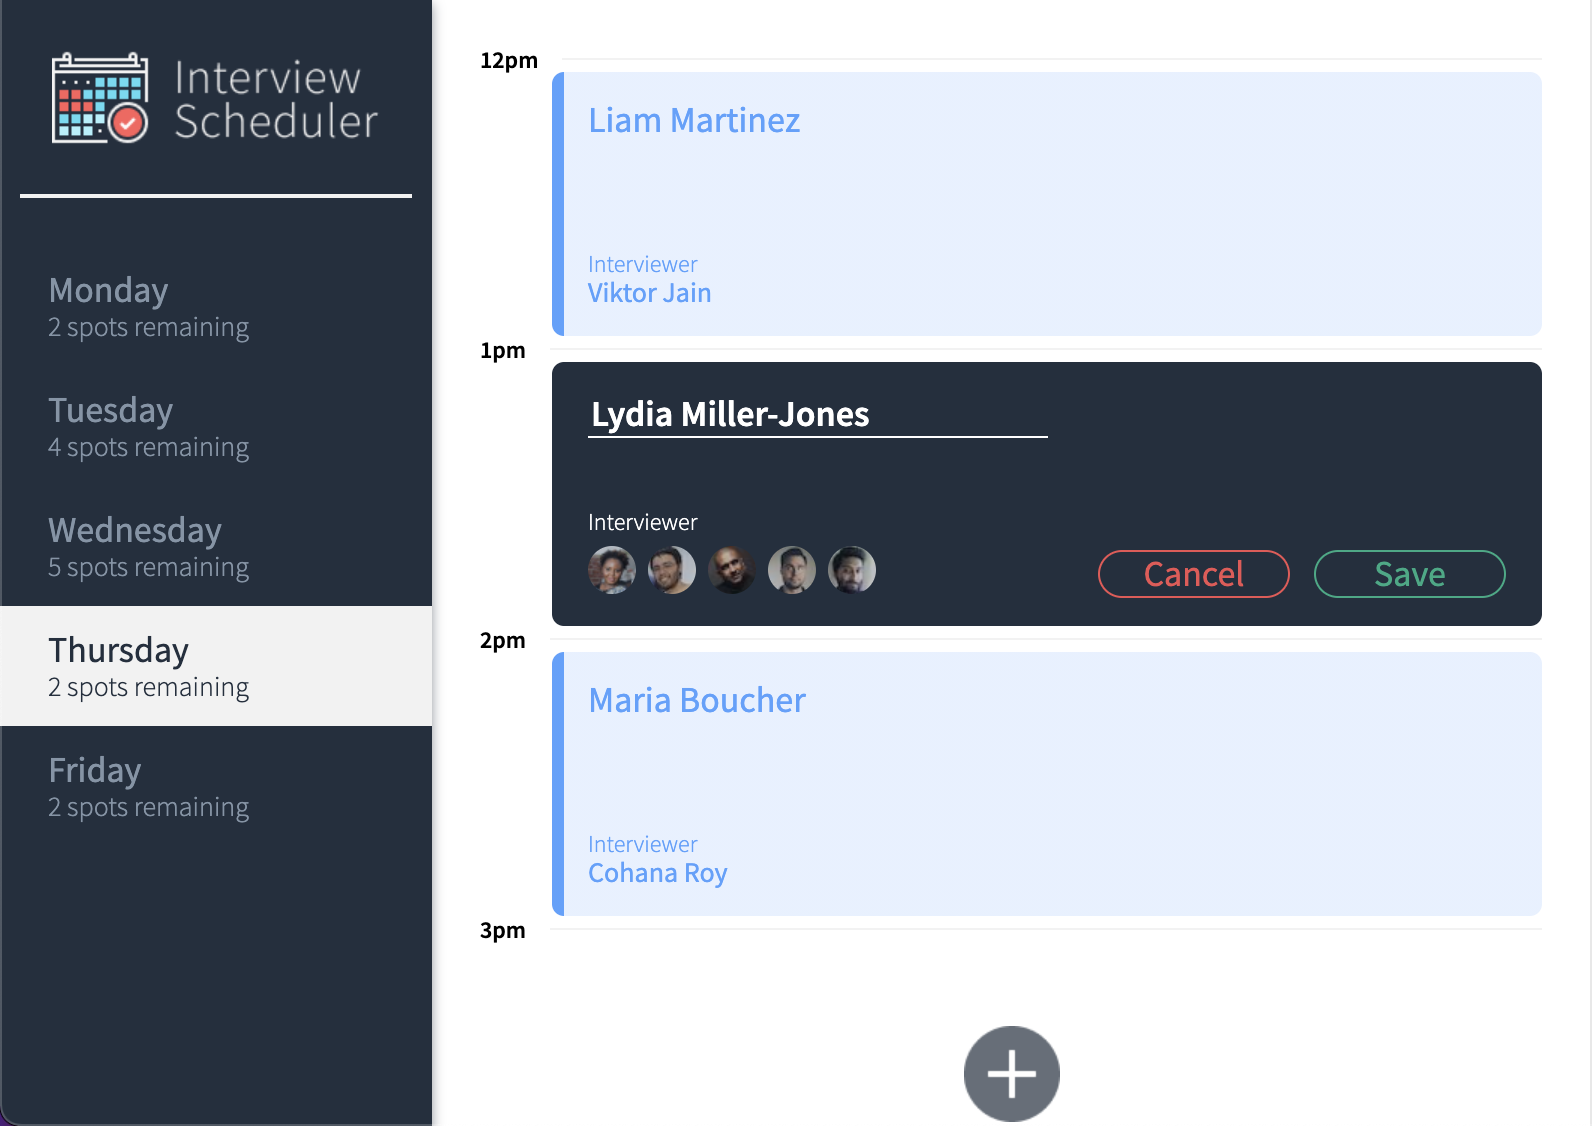 Interview
Scheduler
Monday
2 spots remaining
Tuesday
4 spots remaining
Wednesday
5 spots remaining
Thursday
2 spots remaining
Friday
2 spots remaining
12pm
Liam Martinez
Interviewer
Viktor Jain
1pm
Lydia Miller-Jones
Interviewer
Cancel
Save
2pm
Maria Boucher
Interviewer
Cohana Roy
3pm